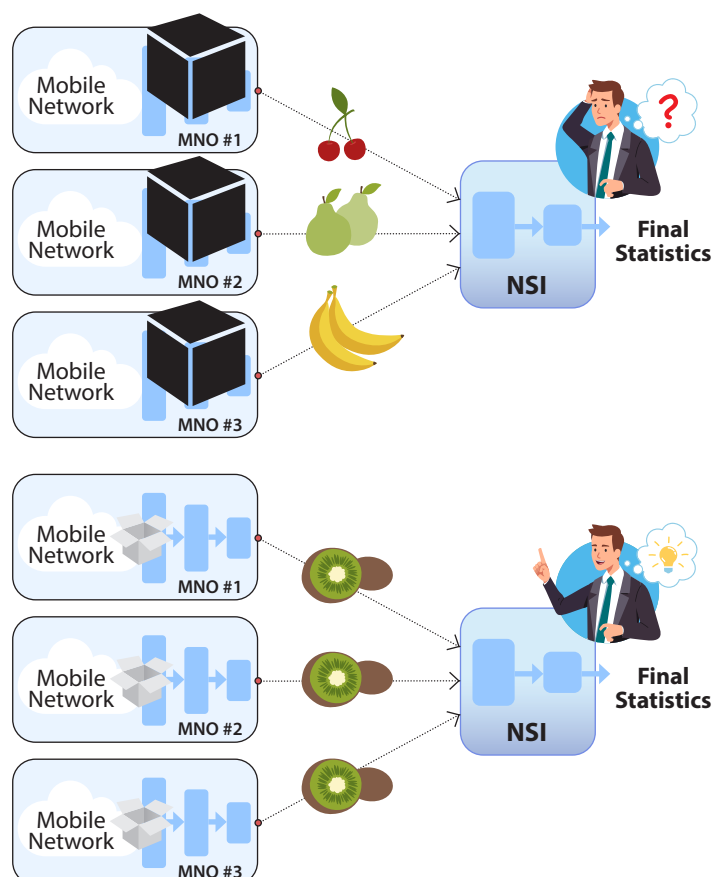 Mobile
Network
MNO #1
?
Mobile
Network
MNO #2
NSI
Final
Statistics
Mobile
Network
MNO #3
Mobile
Network
MNO #1
Mobile
Network
MNO #2
NSI
Final
Statistics
Mobile
Network
MNO #3